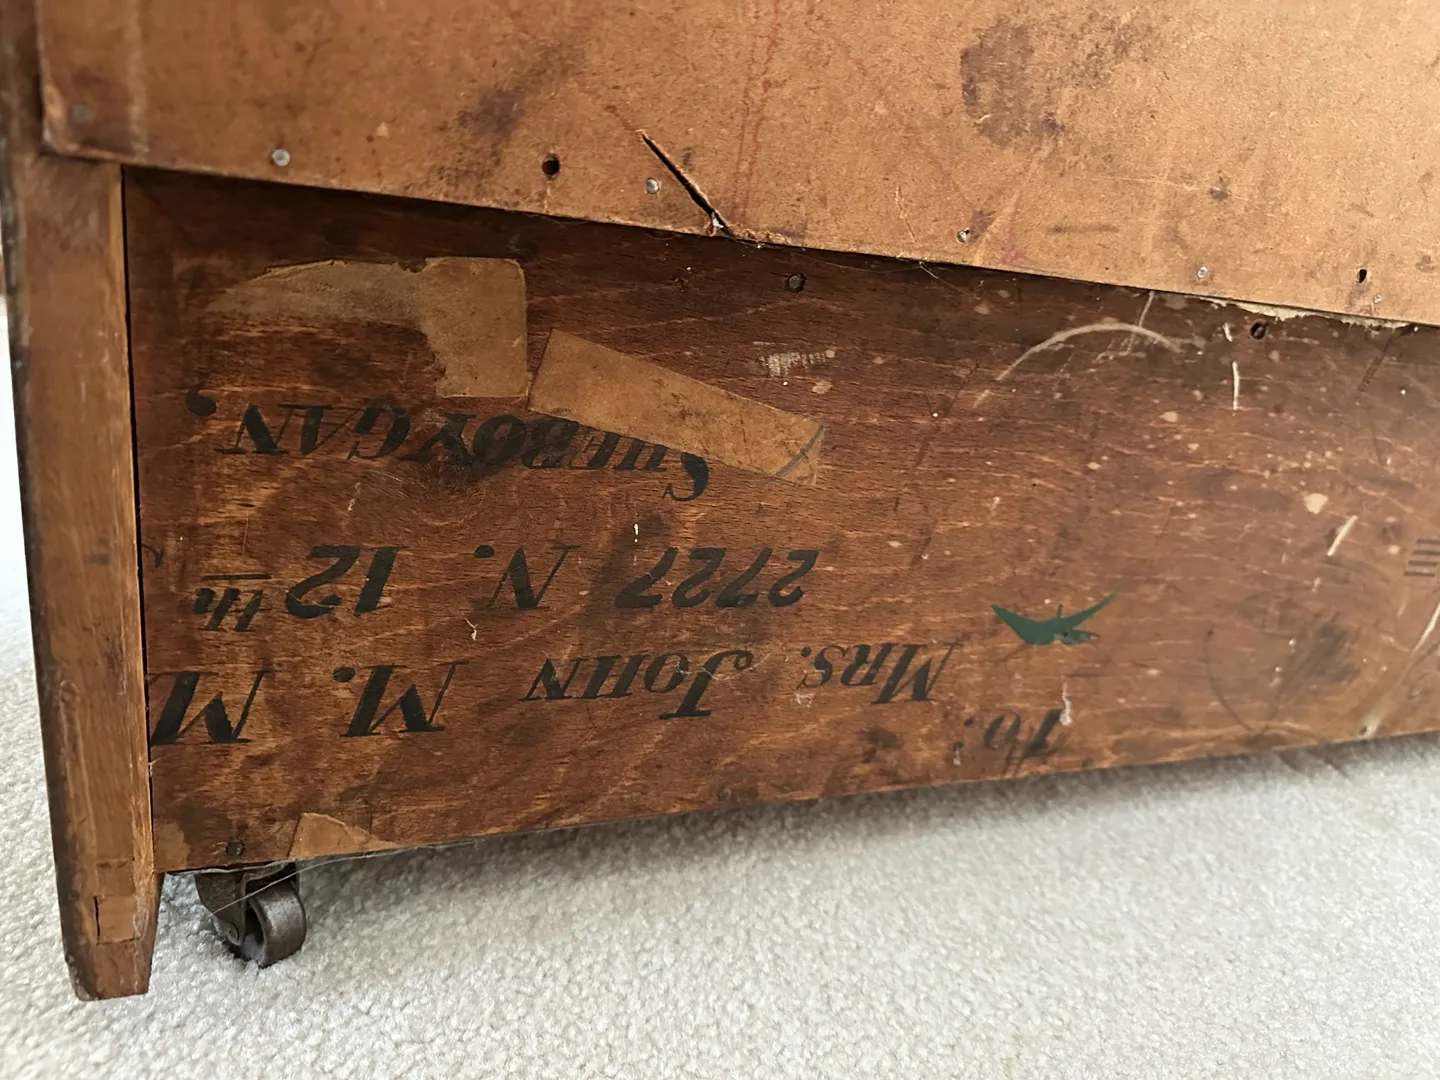 To:
Mrs. John M. M
2727 N. 12th
Sheboygan,